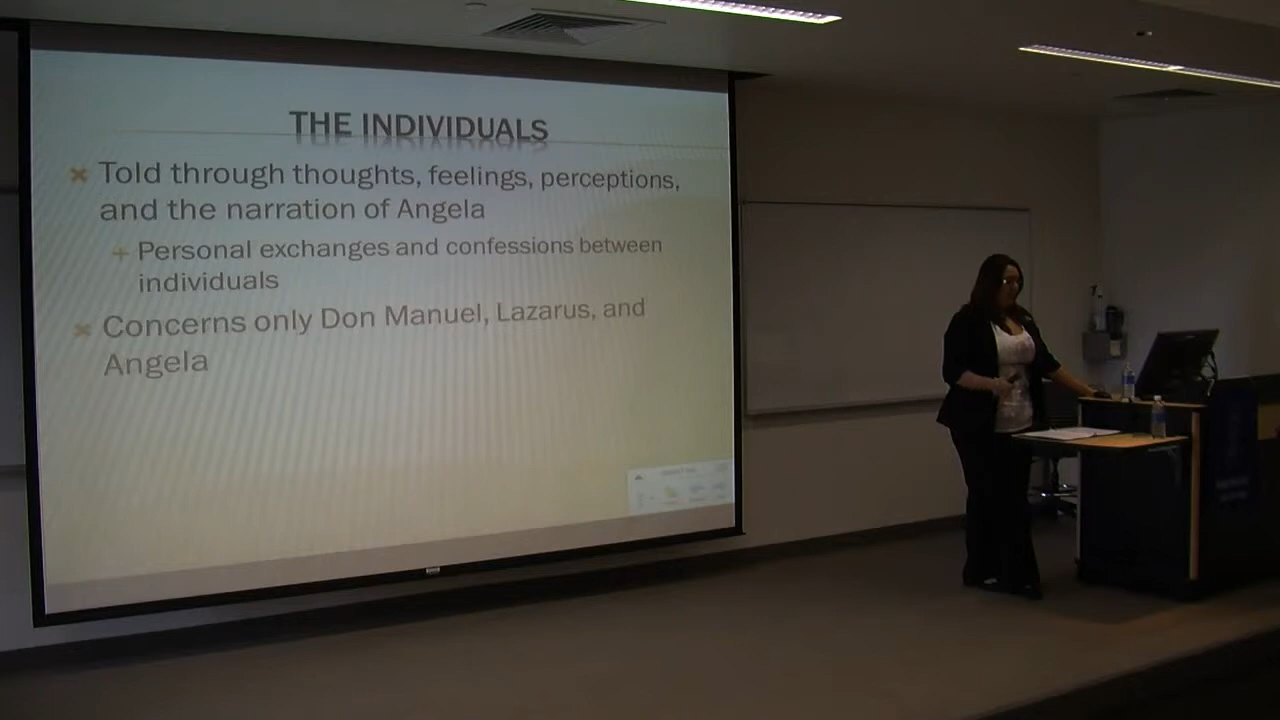 THE INDIVIDUALS
Told through thoughts, feelings, perceptions,
and the narration of Angela
Personal exchanges and confessions between
individuals
Concerns only Don Manuel, Lazarus, and
Angela